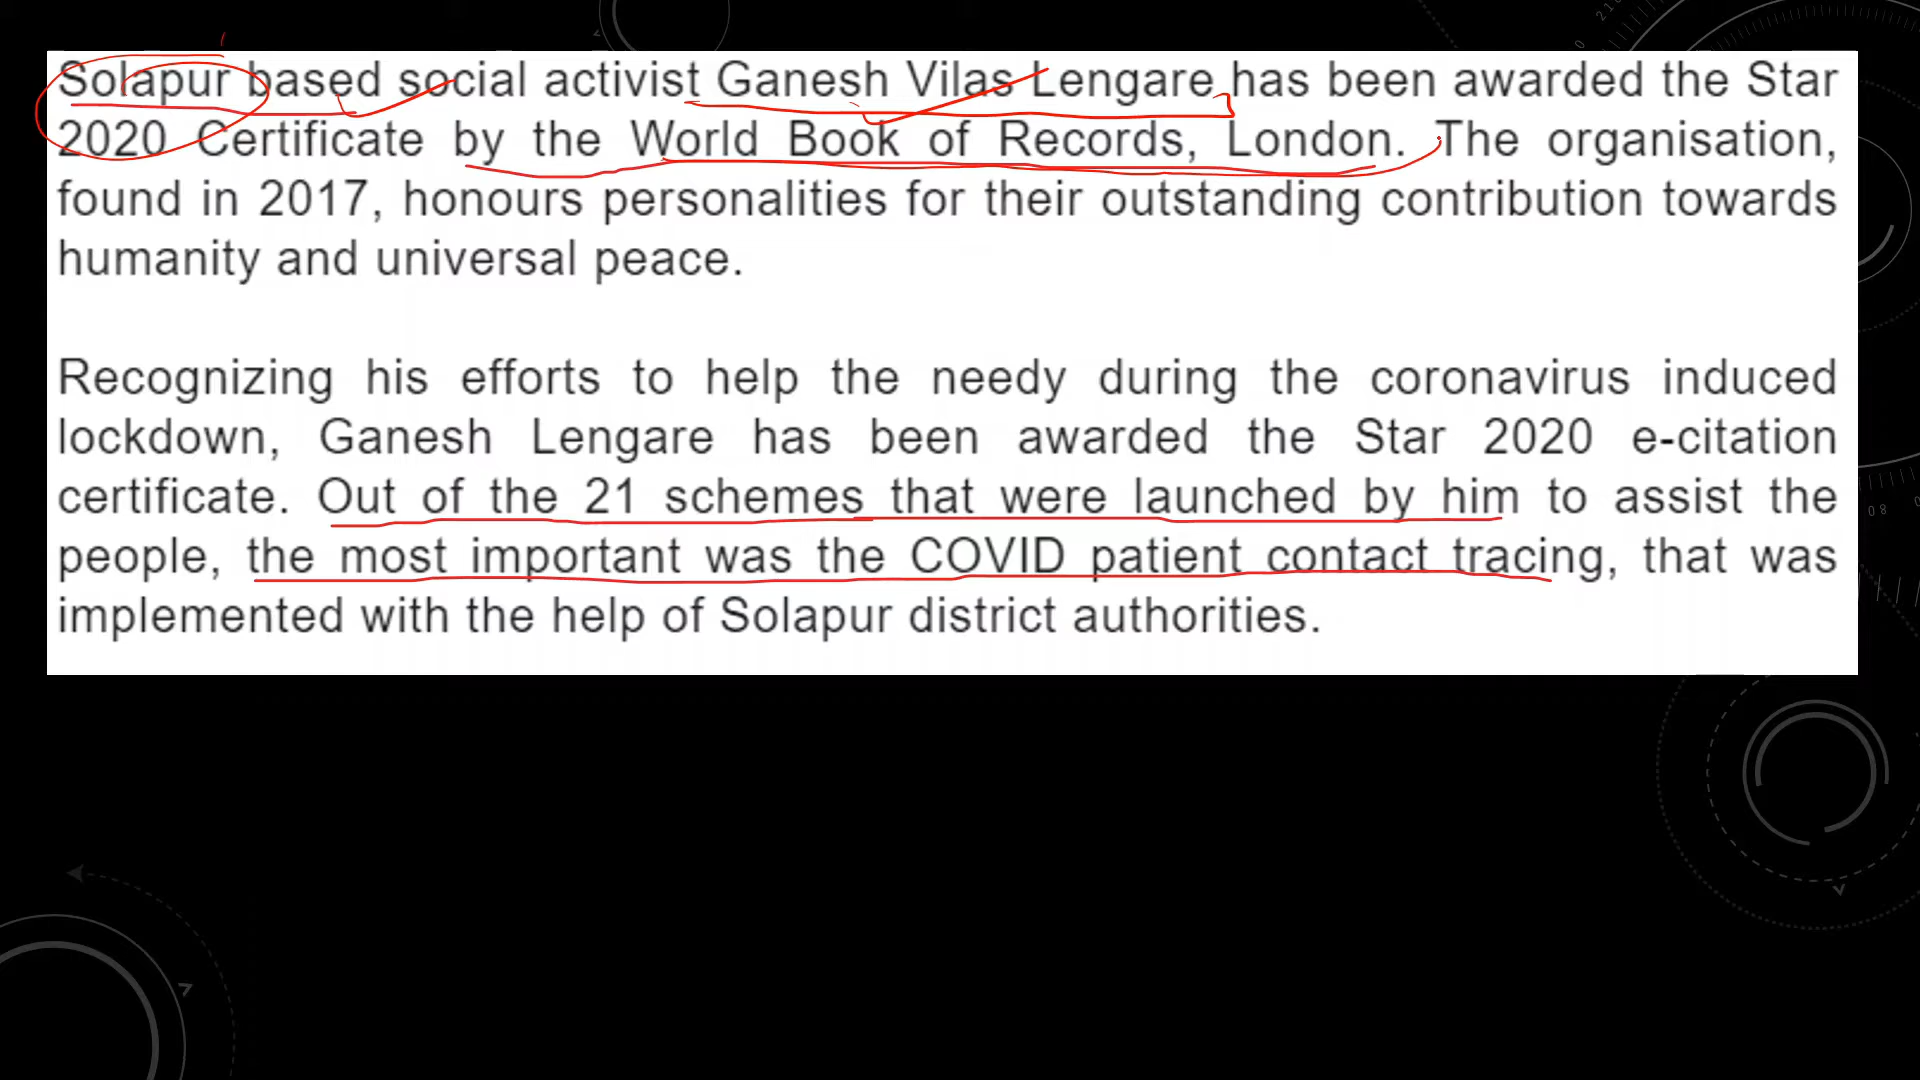 Solapur based social activist Ganesh Vilas Lengare has been awarded the Star
2020 Certificate by the World Book of Records, London. The organisation,
found in 2017, honours personalities for their outstanding contribution towards
humanity and universal peace.
Recognizing his efforts to help the needy during the coronavirus induced
lockdown, Ganesh Lengare has been awarded the Star 2020 e-citation
certificate. Out of the 21 schemes that were launched by him to assist the
people, the most important was the COVID patient contact tracing, that was
implemented with the help of Solapur district authorities.